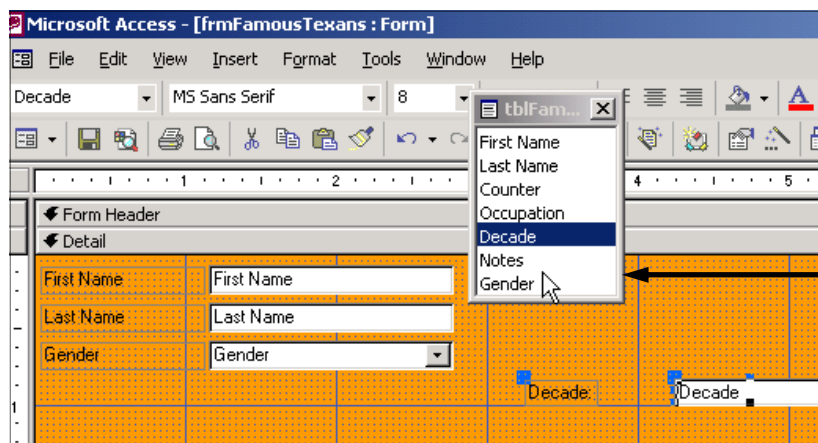 Microsoft Access - [frmFamousTexans : Form]
File Edit View Insert Format Tools Window Help
Decade MS Sans Serif 8
tblFam...
First Name
Last Name
Counter
Occupation
Decade
Notes
Gender
1 2 4 5
Form Header
Detail
First Name First Name
Last Name Last Name
Gender Gender
Decade: Decade
1